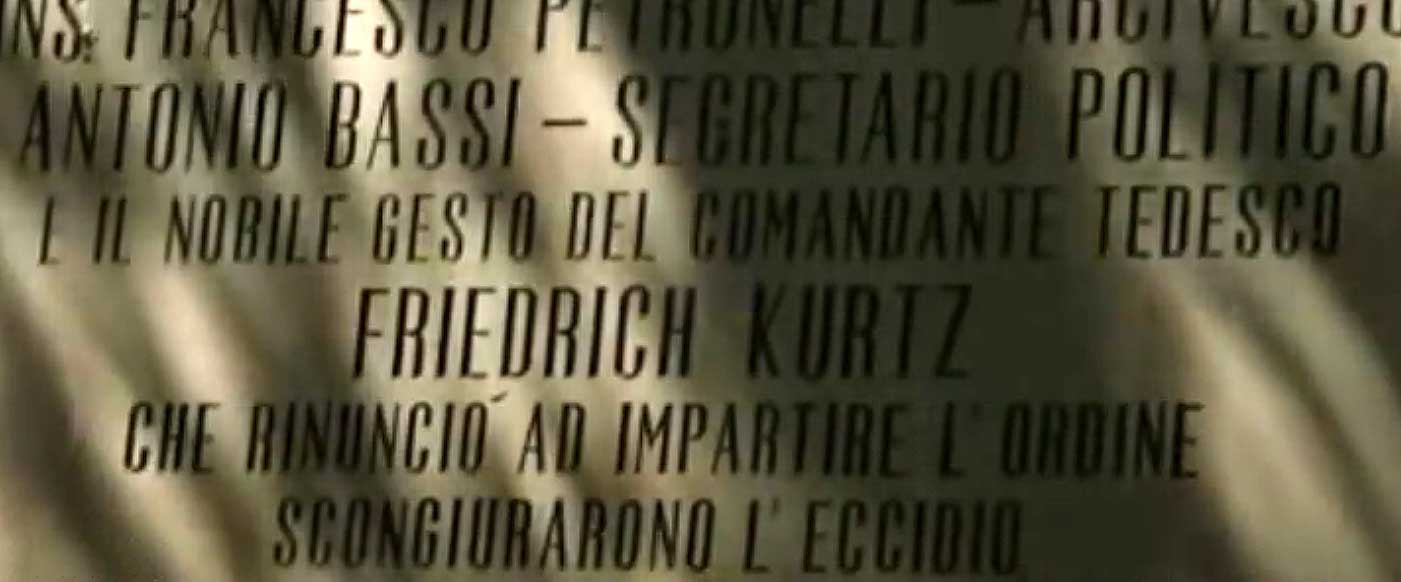 NS. FRANCESCO PETRONELLI - ARCIVESCO
ANTONIO BASSI - SEGRETARIO POLITICO
E IL NOBILE GESTO DEL COMANDANTE TEDESCO
FRIEDRICH KURTZ
CHE RINUNCIO' AD IMPARTIRE L'ORDINE
SCONGIURARONO L'ECCIDIO